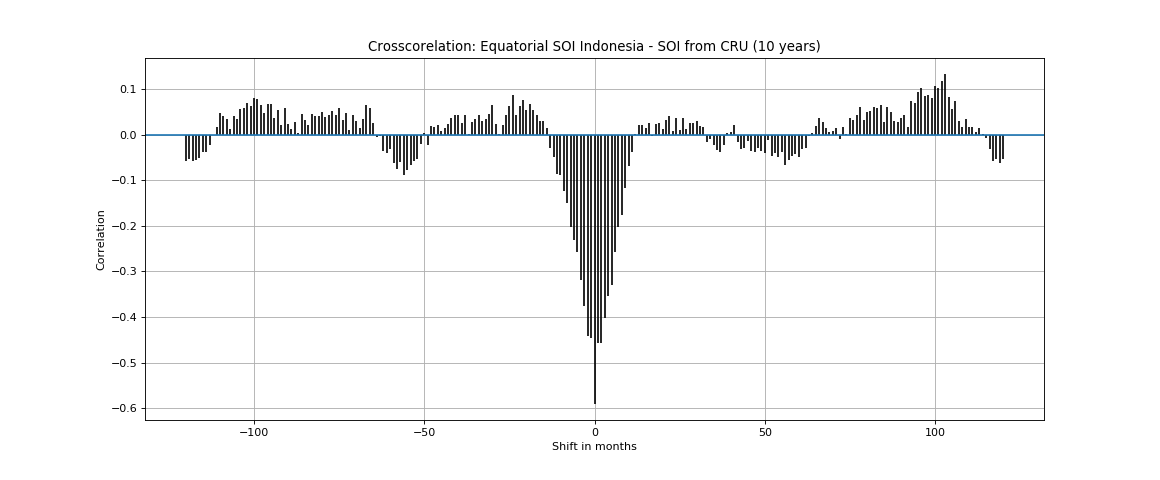 Crosscorelation: Equatorial SOI Indonesia - SOI from CRU (10 years)
Correlation
0.1
0.0
−0.1
−0.2
−0.3
−0.4
−0.5
−0.6
−100 −50 0 50 100
Shift in months